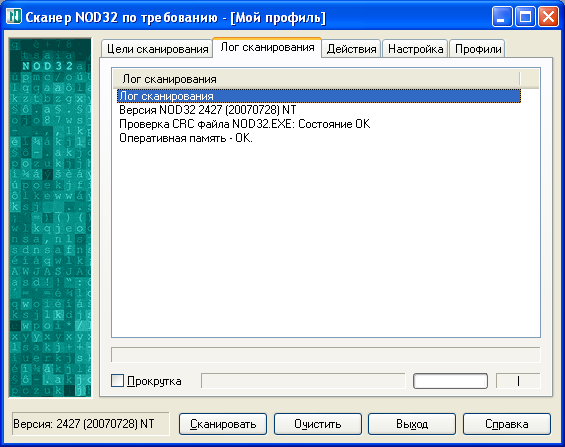 Сканер NOD32 по требованию - [Мой профиль]
NOD32
Цели сканирования Лог сканирования Действия Настройка Профили
Лог сканирования
Лог сканирования
Версия NOD32 2427 (20070728) NT
Проверка CRC файла NOD32.EXE: Состояние OK
Оперативная память - OK.
Прокрутка
Версия: 2427 (20070728) NT Сканировать Очистить Выход Справка